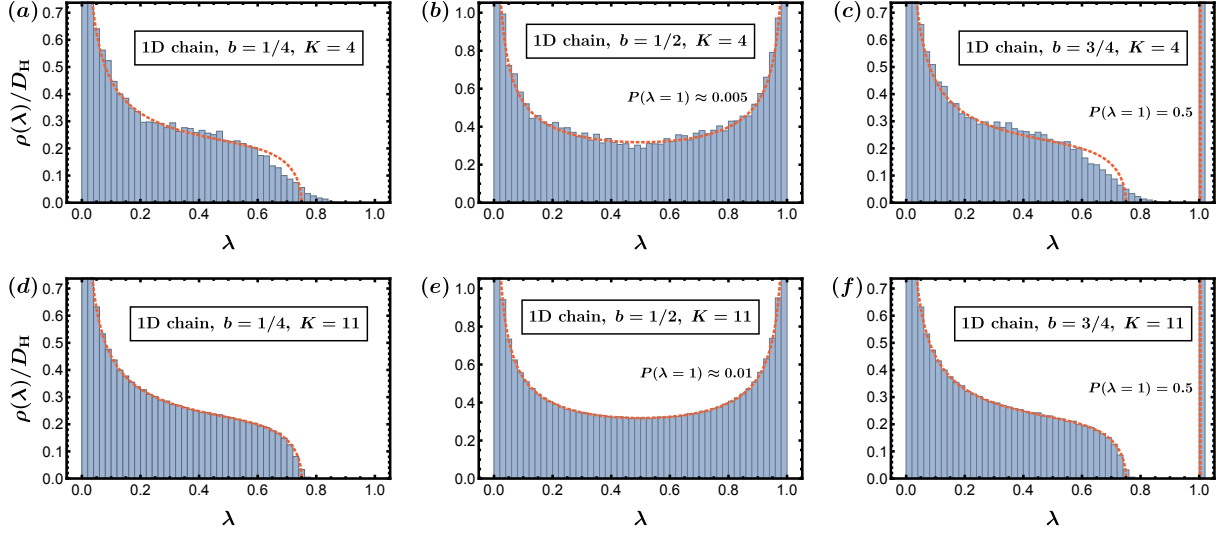 (a)
1D chain, b = 1/4, K = 4
ρ(λ)/D_H
0.7
0.6
0.5
0.4
0.3
0.2
0.1
0.0
0.0 0.2 0.4 0.6 0.8 1.0
λ
(b)
1D chain, b = 1/2, K = 4
P(λ = 1) ≈ 0.005
1.0
0.8
0.6
0.4
0.2
0.0
0.0 0.2 0.4 0.6 0.8 1.0
λ
(c)
1D chain, b = 3/4, K = 4
P(λ = 1) = 0.5
0.7
0.6
0.5
0.4
0.3
0.2
0.1
0.0
0.0 0.2 0.4 0.6 0.8 1.0
λ
(d)
1D chain, b = 1/4, K = 11
ρ(λ)/D_H
0.7
0.6
0.5
0.4
0.3
0.2
0.1
0.0
0.0 0.2 0.4 0.6 0.8 1.0
λ
(e)
1D chain, b = 1/2, K = 11
P(λ = 1) ≈ 0.01
1.0
0.8
0.6
0.4
0.2
0.0
0.0 0.2 0.4 0.6 0.8 1.0
λ
(f)
1D chain, b = 3/4, K = 11
P(λ = 1) = 0.5
0.7
0.6
0.5
0.4
0.3
0.2
0.1
0.0
0.0 0.2 0.4 0.6 0.8 1.0
λ